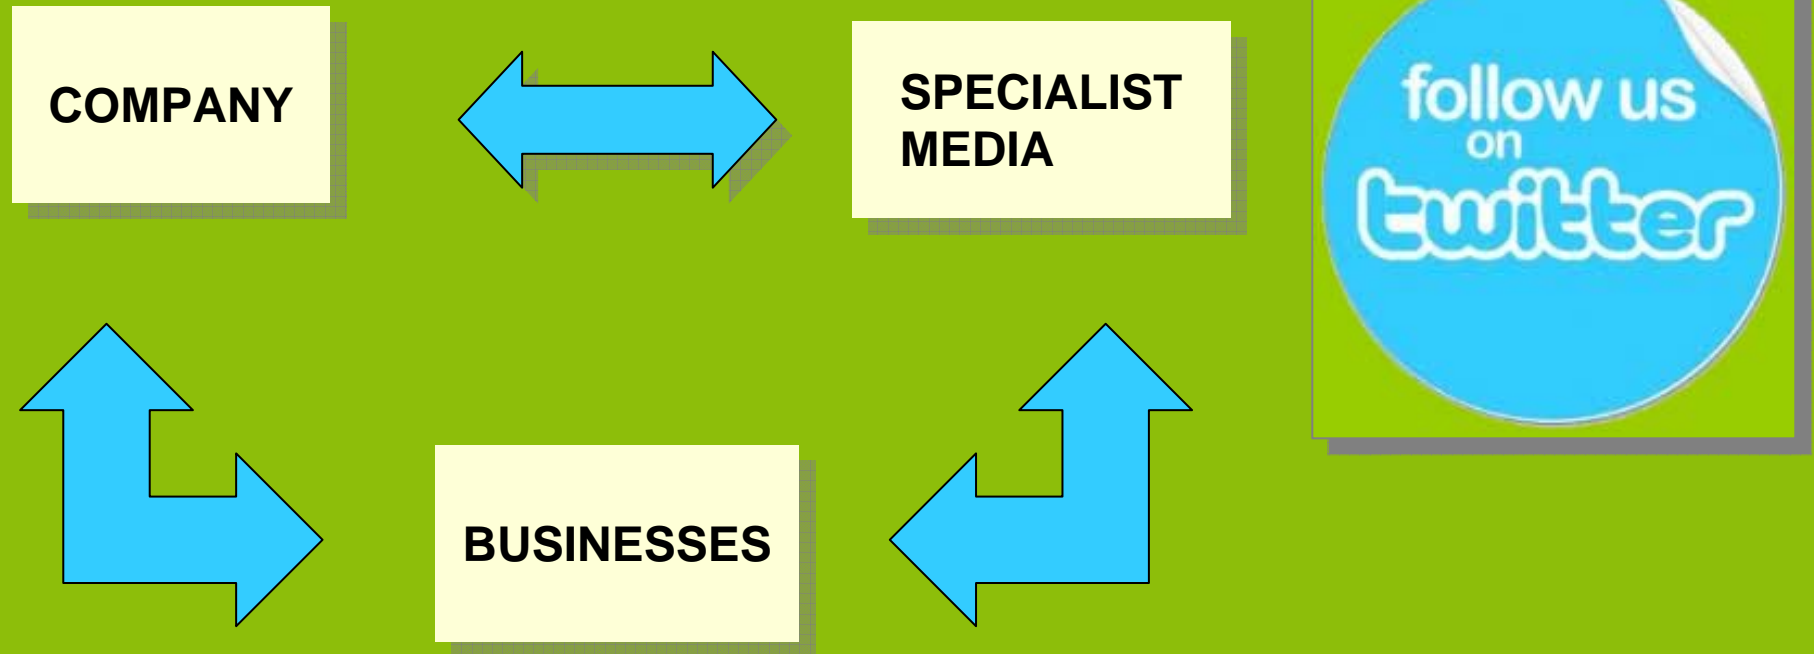 COMPANY
SPECIALIST
MEDIA
follow us
on
twitter
BUSINESSES